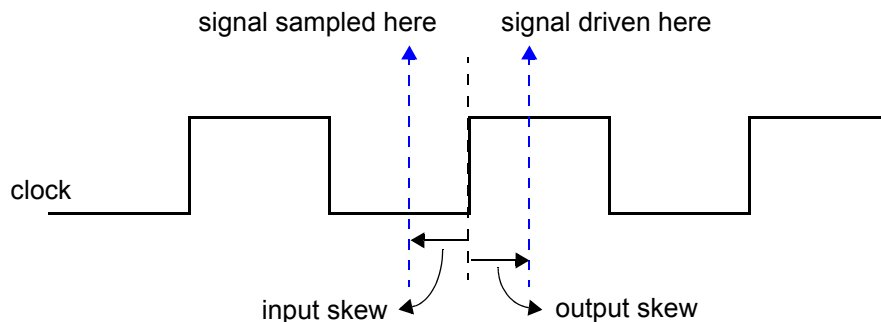 signal sampled here
signal driven here
clock
input skew
output skew